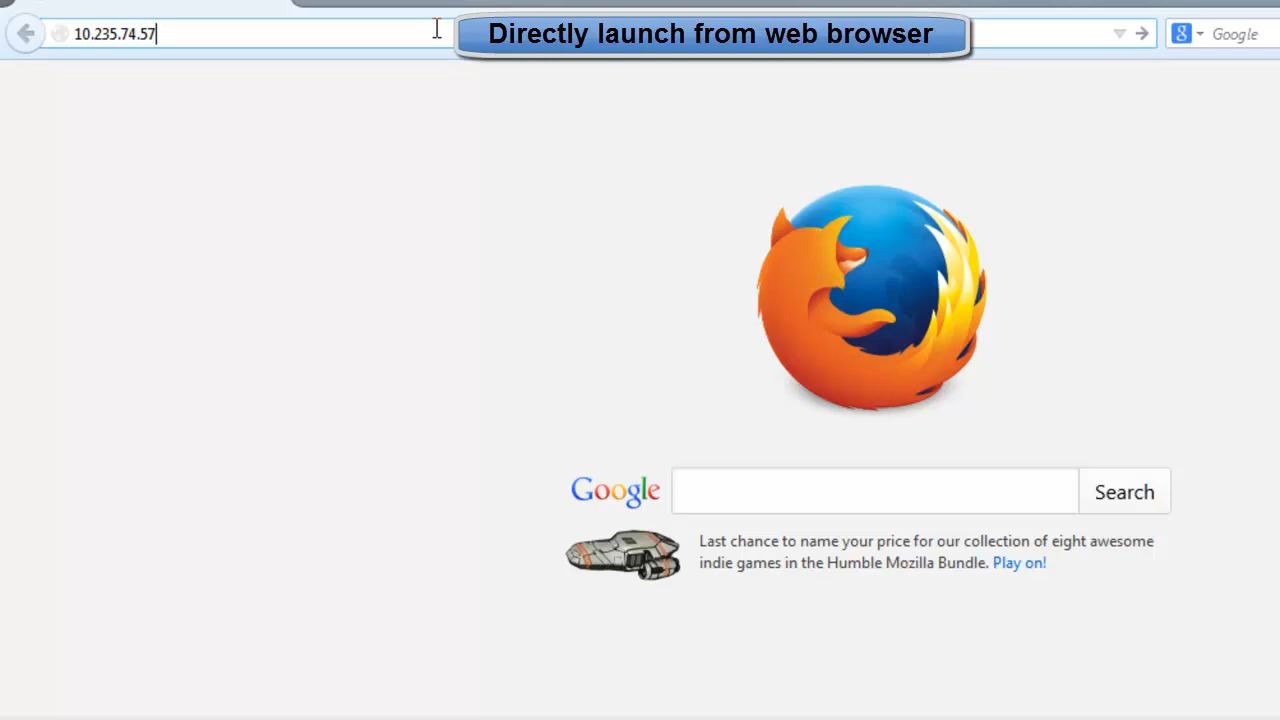 10.235.74.57
Directly launch from web browser
8
Google
Google
Search
Last chance to name your price for our collection of eight awesome
indie games in the Humble Mozilla Bundle. Play on!